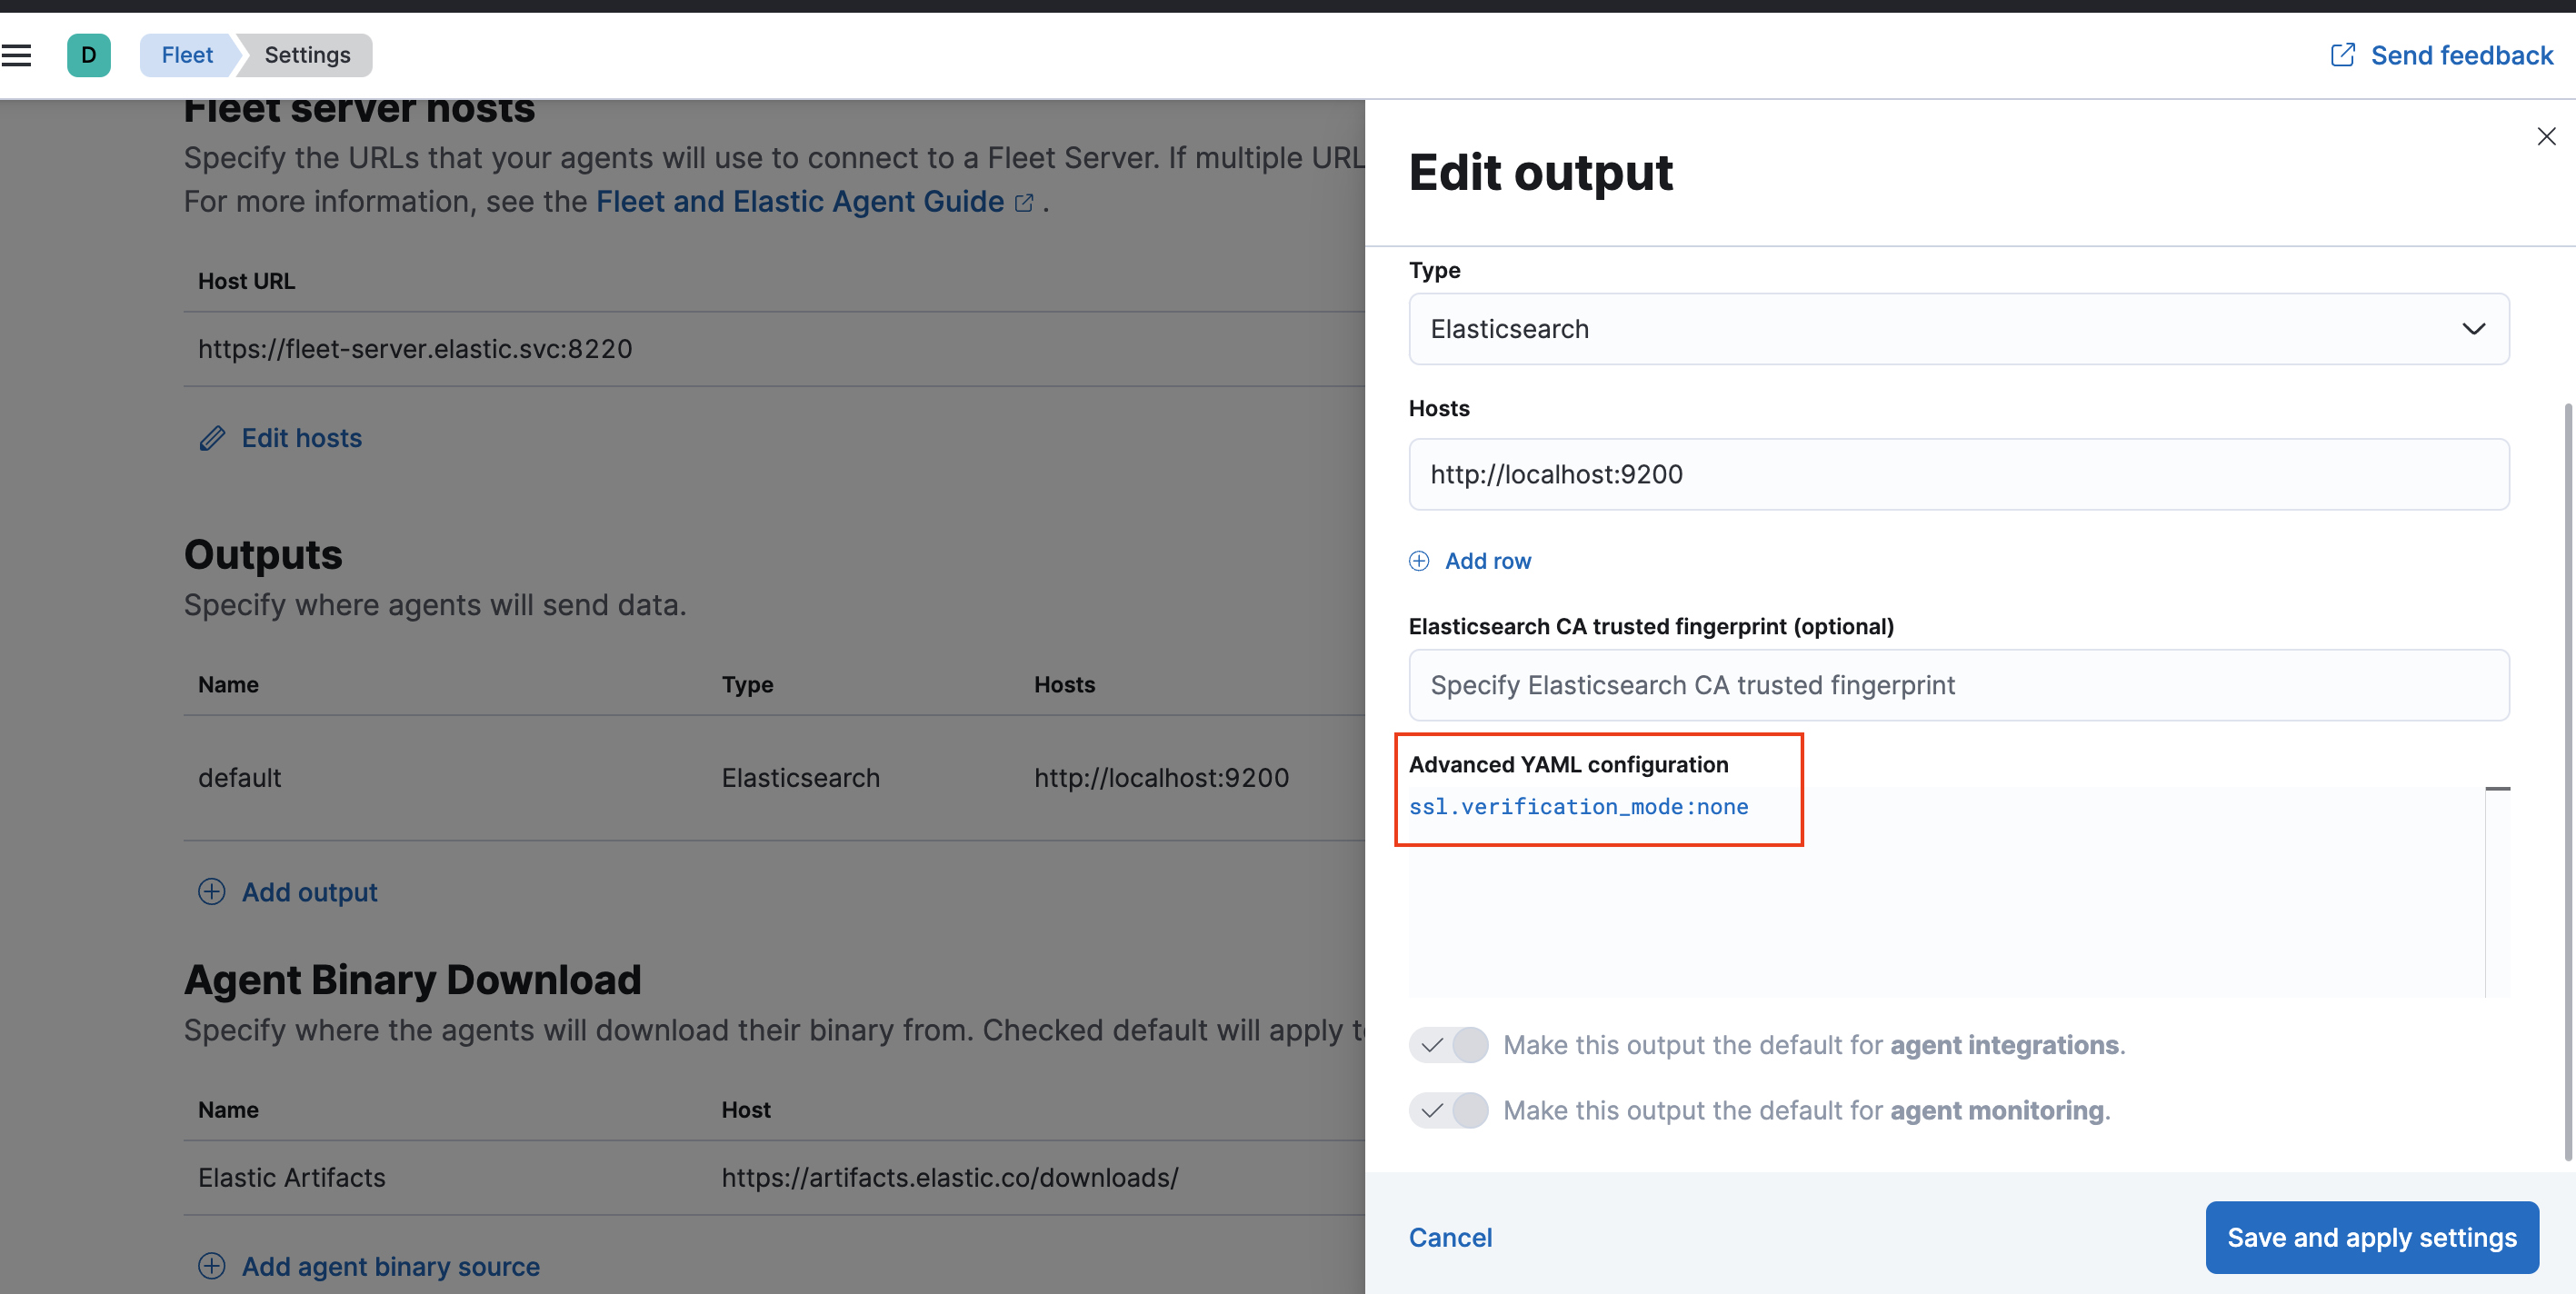 D
Fleet
Settings
Send feedback
Fleet server hosts
Specify the URLs that your agents will use to connect to a Fleet Server. If multiple URL
For more information, see the Fleet and Elastic Agent Guide .
Host URL
https://fleet-server.elastic.svc:8220
Edit hosts
Outputs
Specify where agents will send data.
Name Type Hosts
default Elasticsearch http://localhost:9200
Add output
Agent Binary Download
Specify where the agents will download their binary from. Checked default will apply t
Name Host
Elastic Artifacts https://artifacts.elastic.co/downloads/
Add agent binary source
Edit output
Type
Elasticsearch
Hosts
http://localhost:9200
Add row
Elasticsearch CA trusted fingerprint (optional)
Specify Elasticsearch CA trusted fingerprint
Advanced YAML configuration
ssl.verification_mode:none
Make this output the default for agent integrations.
Make this output the default for agent monitoring.
Cancel
Save and apply settings